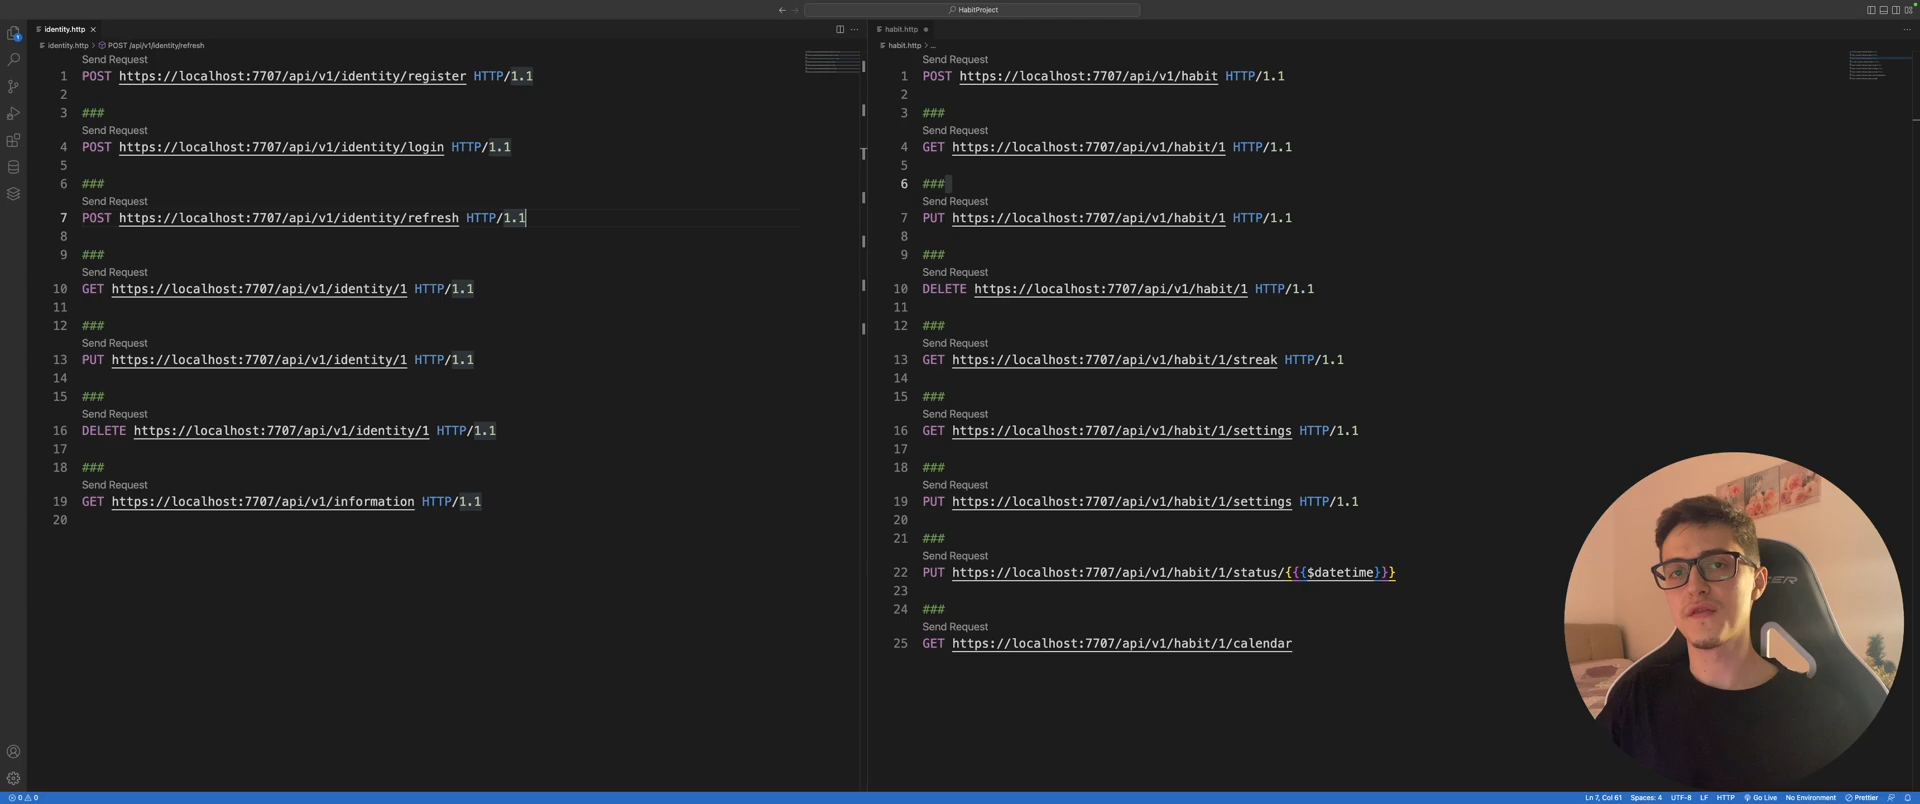 HabitProject
identity.http
identity.http > POST /api/v1/identity/refresh
Send Request
1 POST https://localhost:7707/api/v1/identity/register HTTP/1.1
2
3 ###
Send Request
4 POST https://localhost:7707/api/v1/identity/login HTTP/1.1
5
6 ###
Send Request
7 POST https://localhost:7707/api/v1/identity/refresh HTTP/1.1
8
9 ###
Send Request
10 GET https://localhost:7707/api/v1/identity/1 HTTP/1.1
11
12 ###
Send Request
13 PUT https://localhost:7707/api/v1/identity/1 HTTP/1.1
14
15 ###
Send Request
16 DELETE https://localhost:7707/api/v1/identity/1 HTTP/1.1
17
18 ###
Send Request
19 GET https://localhost:7707/api/v1/information HTTP/1.1
20
habit.http
habit.http > ...
Send Request
1 POST https://localhost:7707/api/v1/habit HTTP/1.1
2
3 ###
Send Request
4 GET https://localhost:7707/api/v1/habit/1 HTTP/1.1
5
6 ###
Send Request
7 PUT https://localhost:7707/api/v1/habit/1 HTTP/1.1
8
9 ###
Send Request
10 DELETE https://localhost:7707/api/v1/habit/1 HTTP/1.1
11
12 ###
Send Request
13 GET https://localhost:7707/api/v1/habit/1/streak HTTP/1.1
14
15 ###
Send Request
16 GET https://localhost:7707/api/v1/habit/1/settings HTTP/1.1
17
18 ###
Send Request
19 PUT https://localhost:7707/api/v1/habit/1/settings HTTP/1.1
20
21 ###
Send Request
22 PUT https://localhost:7707/api/v1/habit/1/status/{{{$datetime}}}
23
24 ###
Send Request
25 GET https://localhost:7707/api/v1/habit/1/calendar
0 0 Ln 7, Col 61 Spaces: 4 UTF-8 LF HTTP Go Live No Environment Prettier